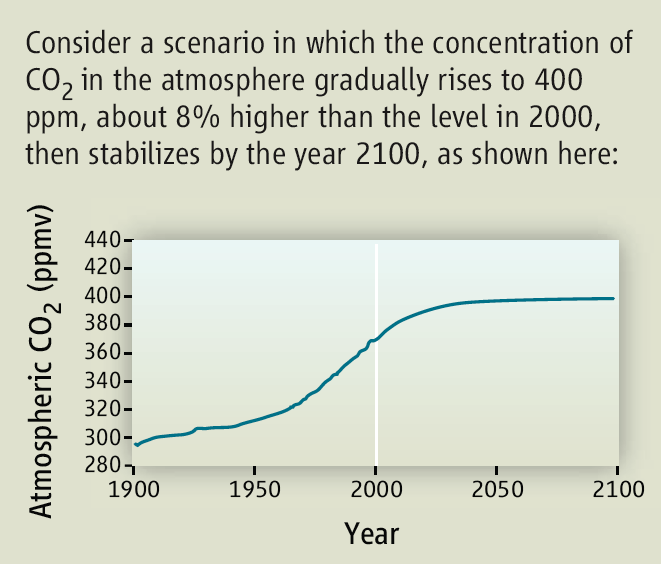 Consider a scenario in which the concentration of
CO₂ in the atmosphere gradually rises to 400
ppm, about 8% higher than the level in 2000,
then stabilizes by the year 2100, as shown here:
Atmospheric CO₂ (ppmv)
440
420
400
380
360
340
320
300
280
1900 1950 2000 2050 2100
Year